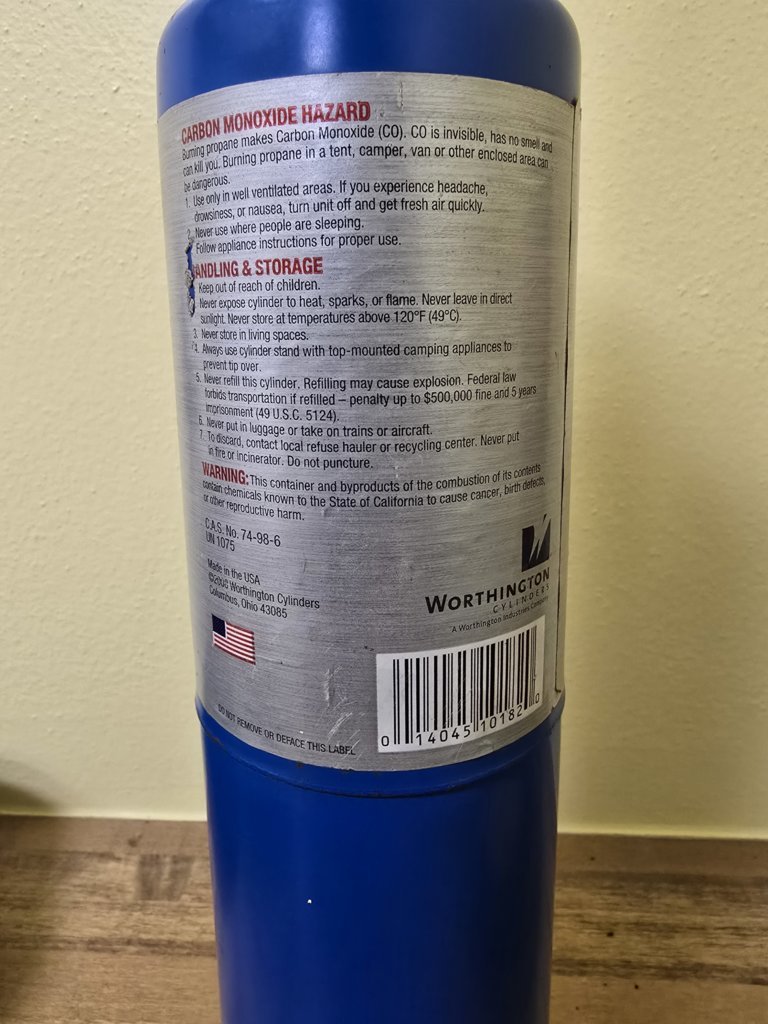 CARBON MONOXIDE HAZARD
Burning propane makes Carbon Monoxide (CO). CO is invisible, has no smell and
can kill you. Burning propane in a tent, camper, van or other enclosed area can
be dangerous.
1. Use only in well ventilated areas. If you experience headache,
drowsiness, or nausea, turn unit off and get fresh air quickly.
2. Never use where people are sleeping.
Follow appliance instructions for proper use.
ANDLING & STORAGE
Keep out of reach of children.
Never expose cylinder to heat, sparks, or flame. Never leave in direct
sunlight. Never store at temperatures above 120°F (49°C).
3. Never store in living spaces.
4. Always use cylinder stand with top-mounted camping appliances to
prevent tip over.
5. Never refill this cylinder. Refilling may cause explosion. Federal law
forbids transportation if refilled – penalty up to $500,000 fine and 5 years
imprisonment (49 U.S.C. 5124).
6. Never put in luggage or take on trains or aircraft.
7. To discard, contact local refuse hauler or recycling center. Never put
in fire or incinerator. Do not puncture.
WARNING: This container and byproducts of the combustion of its contents
contain chemicals known to the State of California to cause cancer, birth defects,
or other reproductive harm.
C.A.S. No. 74-98-6
UN 1075
Made in the USA
Worthington Cylinders
Columbus, Ohio 43085
WORTHINGTON
CYLINDERS
A Worthington Industries Company
0 14045 10182 0
DO NOT REMOVE OR DEFACE THIS LABEL